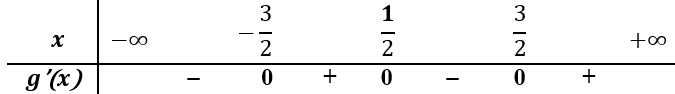 x −∞ −3/2 1/2 3/2 +∞
g′(x) − 0 + 0 − 0 +